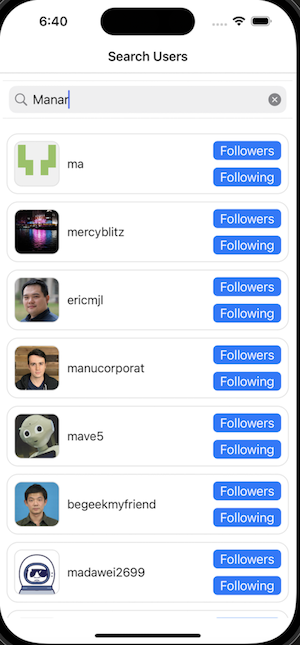 6:40
Search Users
Manar
ma
Followers
Following
mercyblitz
Followers
Following
ericmjl
Followers
Following
manucorporat
Followers
Following
mave5
Followers
Following
begeekmyfriend
Followers
Following
madawei2699
Followers
Following